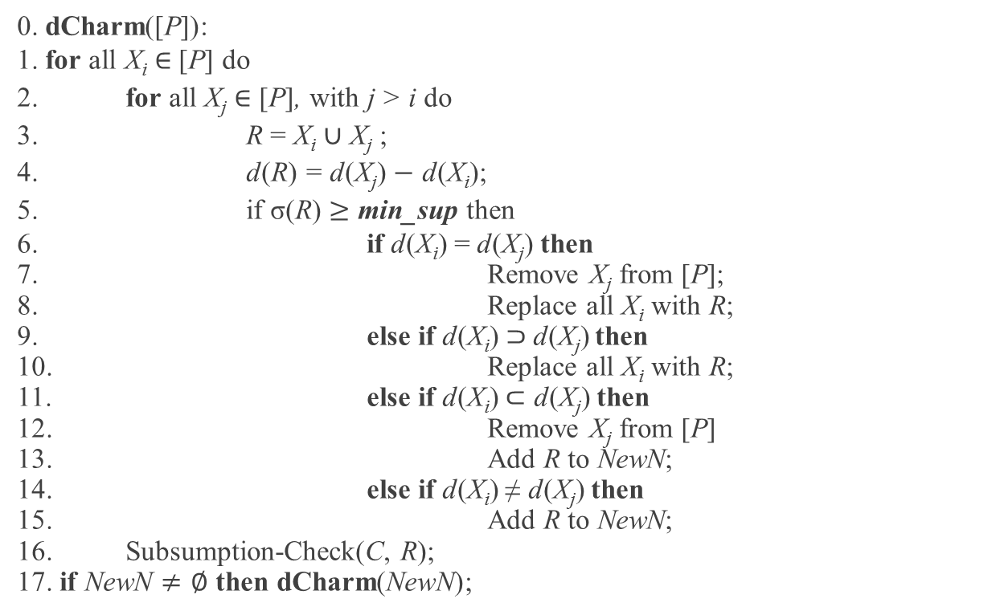 0. dCharm([P]):
1. for all Xi ∈ [P] do
2. for all Xj ∈ [P], with j > i do
3. R = Xi ∪ Xj ;
4. d(R) = d(Xj) − d(Xi);
5. if σ(R) ≥ min_sup then
6. if d(Xi) = d(Xj) then
7. Remove Xj from [P];
8. Replace all Xi with R;
9. else if d(Xi) ⊃ d(Xj) then
10. Replace all Xi with R;
11. else if d(Xi) ⊂ d(Xj) then
12. Remove Xj from [P]
13. Add R to NewN;
14. else if d(Xi) ≠ d(Xj) then
15. Add R to NewN;
16. Subsumption-Check(C, R);
17. if NewN ≠ ∅ then dCharm(NewN);